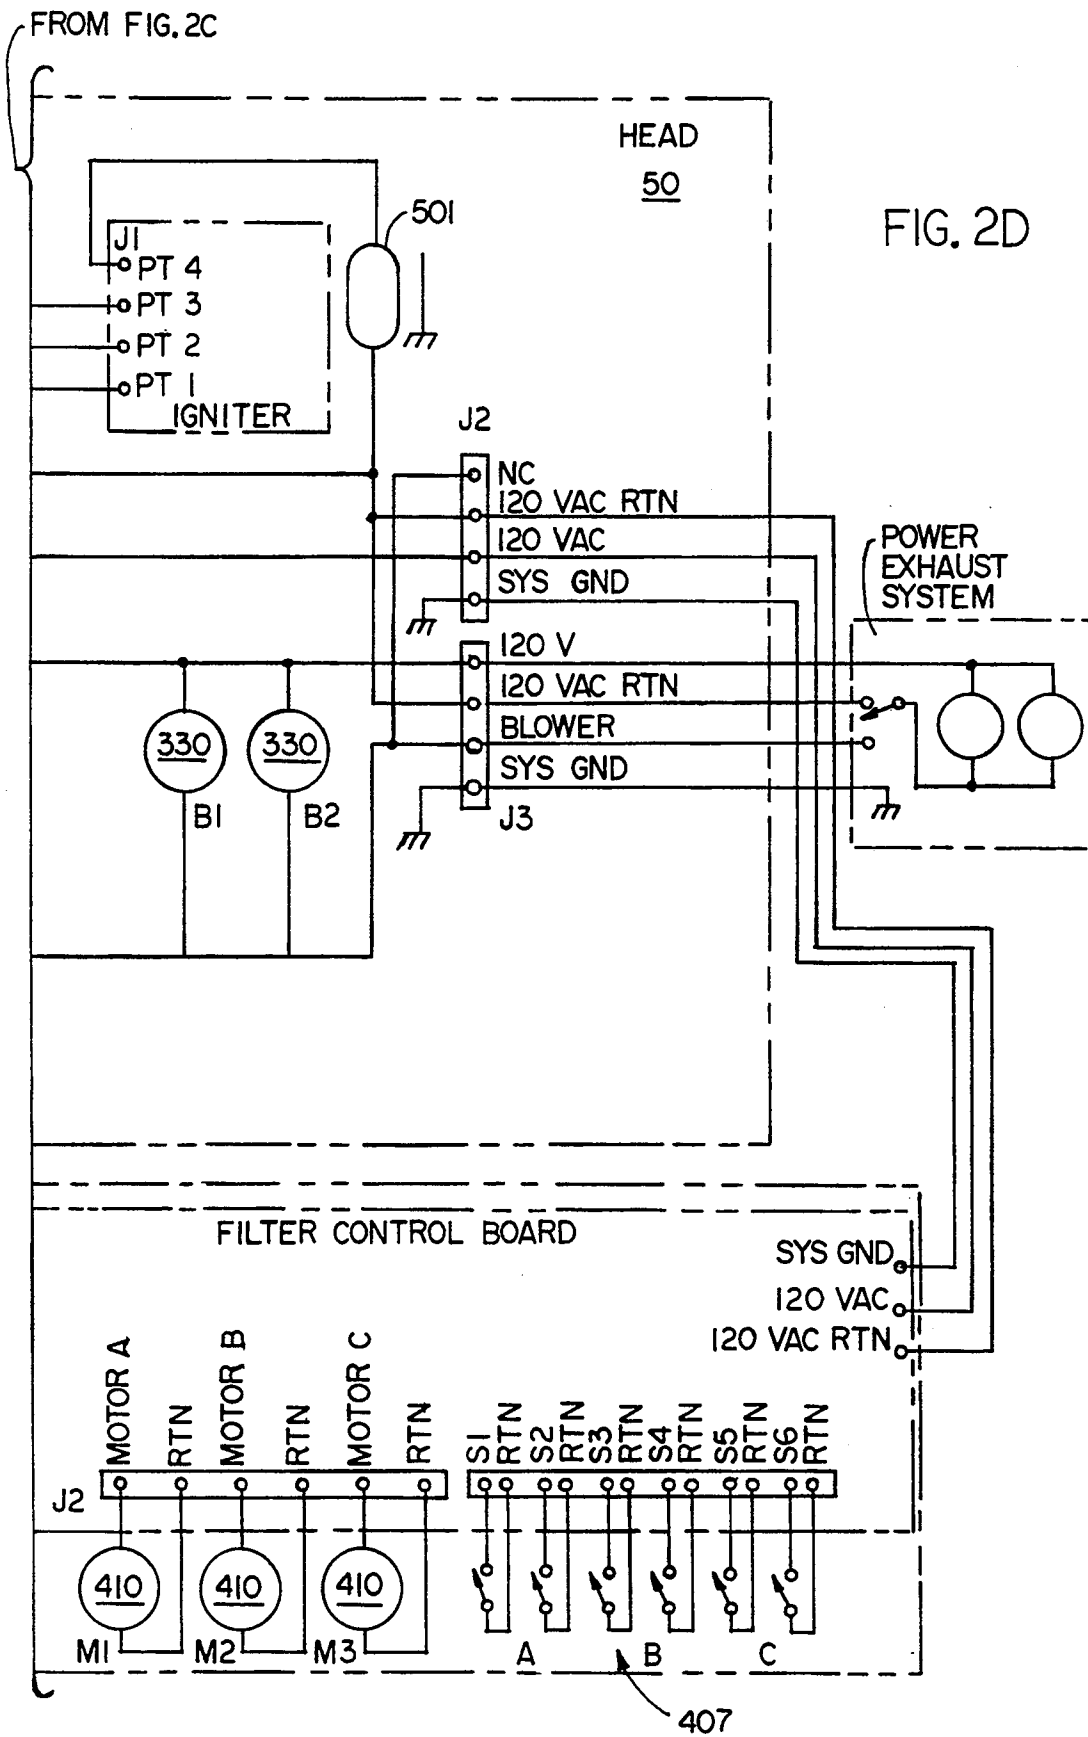 FROM FIG. 2C
HEAD
50
FIG. 2D
501
J1
PT 4
PT 3
PT 2
PT 1
IGNITER
J2
NC
120 VAC RTN
120 VAC
SYS GND
POWER
EXHAUST
SYSTEM
120 V
120 VAC RTN
BLOWER
SYS GND
J3
330
330
B1
B2
FILTER CONTROL BOARD
SYS GND
120 VAC
120 VAC RTN
MOTOR A
RTN
MOTOR B
RTN
MOTOR C
RTN
S1
RTN
S2
RTN
S3
RTN
S4
RTN
S5
RTN
S6
RTN
J2
410
410
410
M1
M2
M3
A
B
C
407